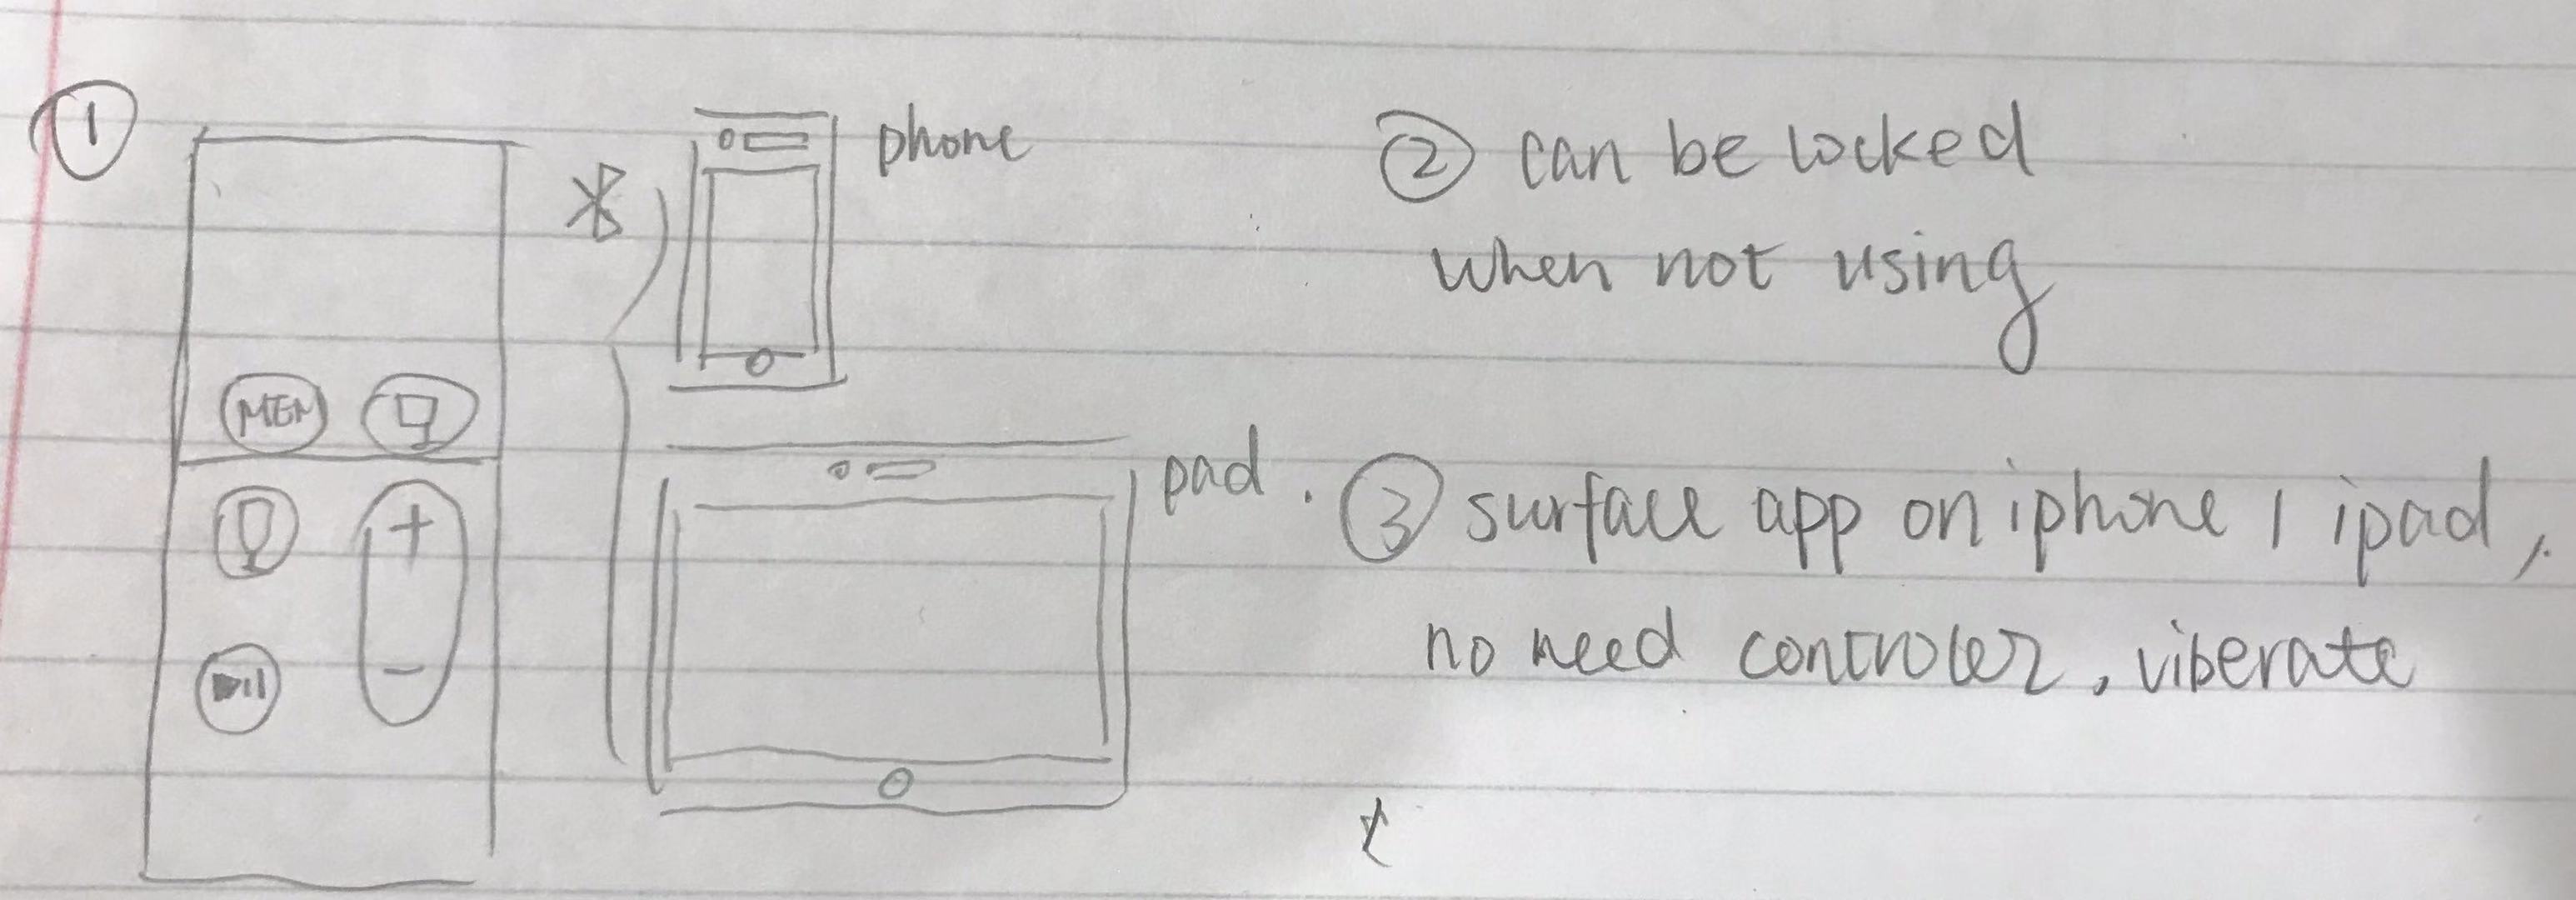 ①
MEN
+
-
phone
pad.
② can be locked
when not using
③ surface app on iphone / ipad,
no need controler, viberate
t